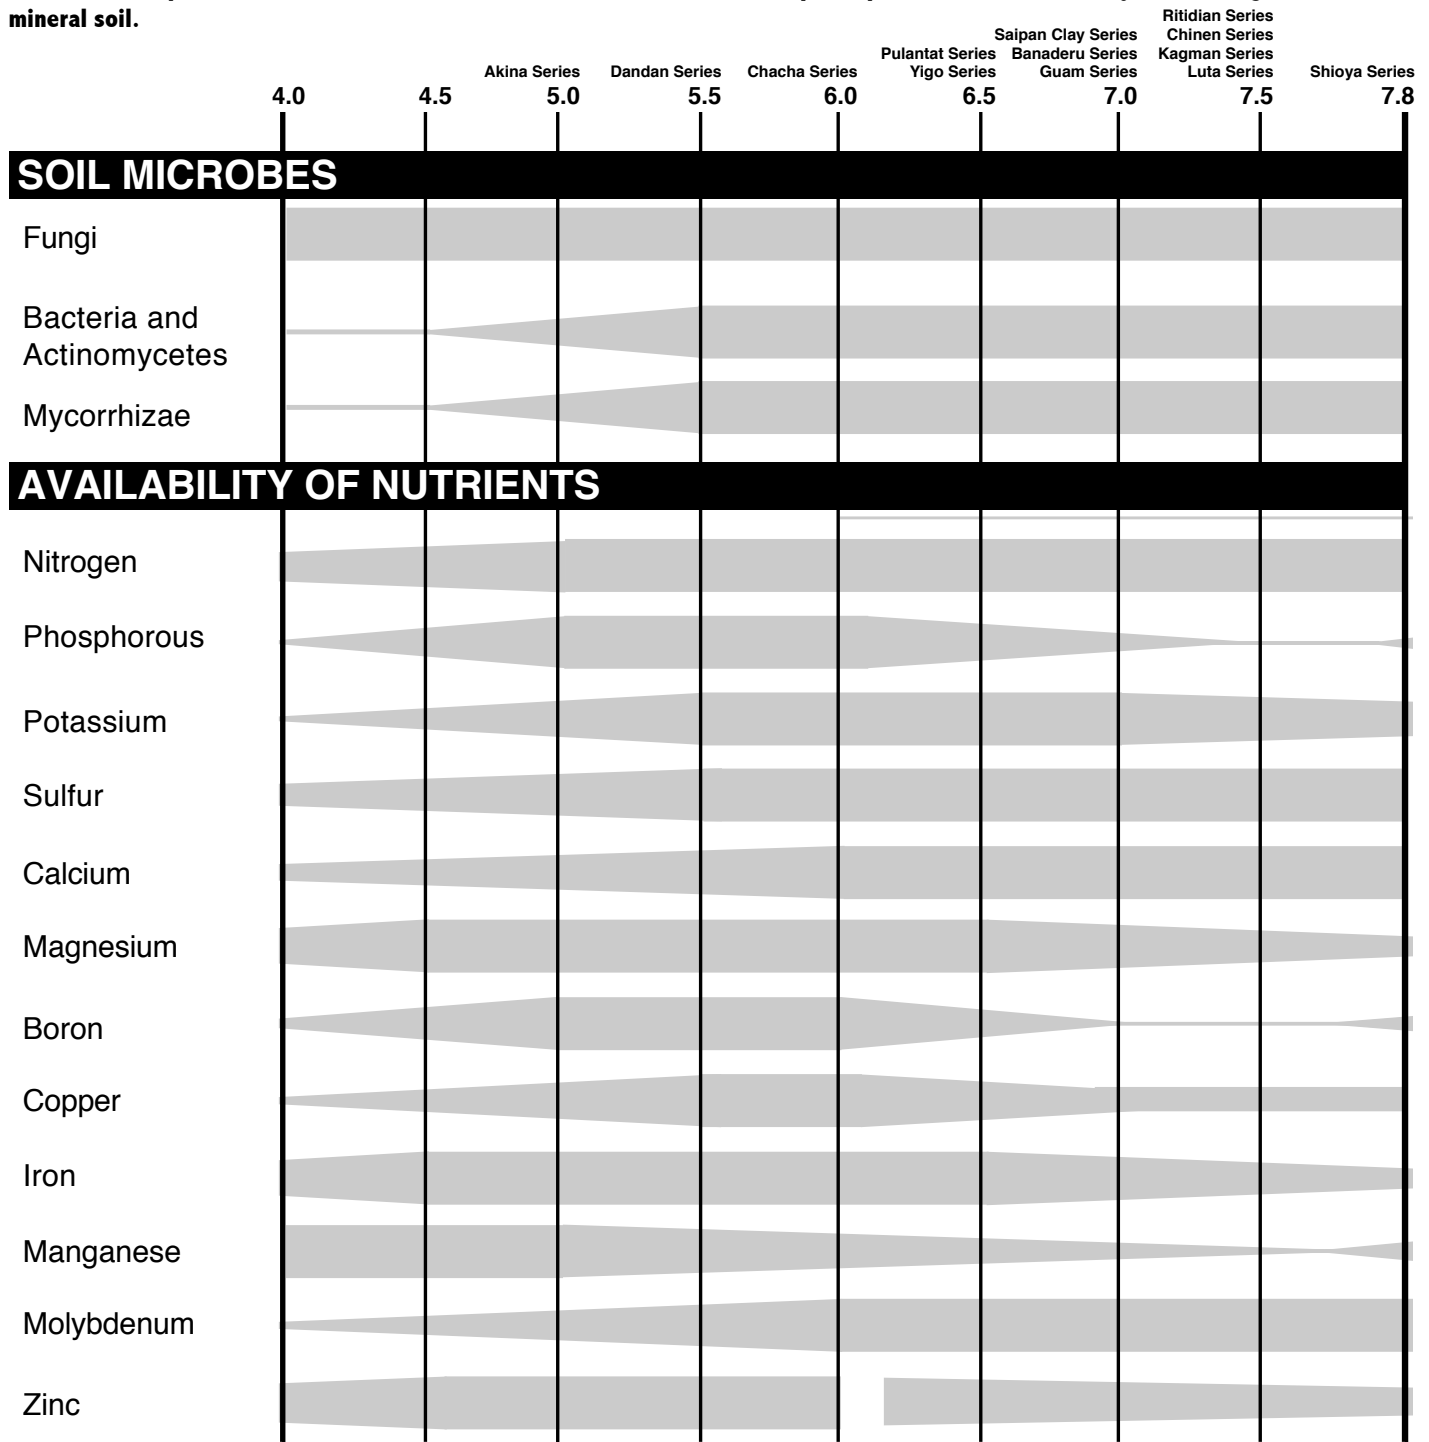 mineral soil.
Ritidian Series
Saipan Clay Series Chinen Series
Pulantat Series Banaderu Series Kagman Series
Akina Series Dandan Series Chacha Series Yigo Series Guam Series Luta Series Shioya Series
4.0 4.5 5.0 5.5 6.0 6.5 7.0 7.5 7.8
SOIL MICROBES
Fungi
Bacteria and
Actinomycetes
Mycorrhizae
AVAILABILITY OF NUTRIENTS
Nitrogen
Phosphorous
Potassium
Sulfur
Calcium
Magnesium
Boron
Copper
Iron
Manganese
Molybdenum
Zinc